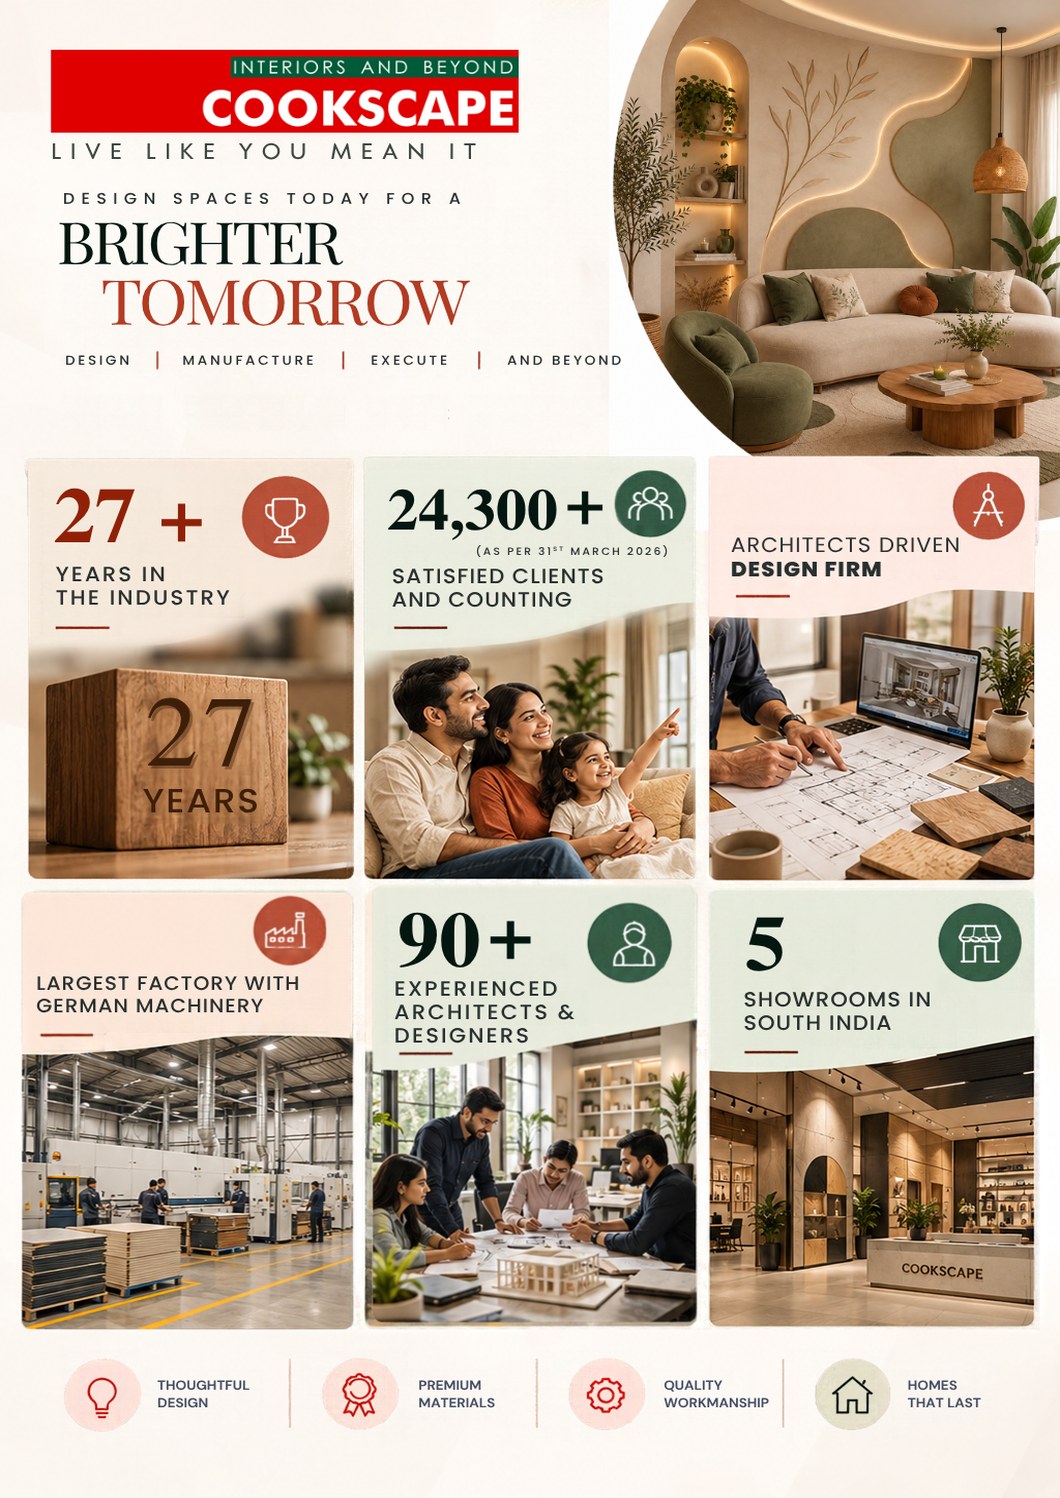 INTERIORS AND BEYOND
COOKSCAPE
LIVE LIKE YOU MEAN IT
DESIGN SPACES TODAY FOR A
BRIGHTER
TOMORROW
DESIGN | MANUFACTURE | EXECUTE | AND BEYOND
27 +
YEARS IN
THE INDUSTRY
27
YEARS
24,300+
(AS PER 31ST MARCH 2026)
SATISFIED CLIENTS
AND COUNTING
ARCHITECTS DRIVEN
DESIGN FIRM
LARGEST FACTORY WITH
GERMAN MACHINERY
90+
EXPERIENCED
ARCHITECTS &
DESIGNERS
5
SHOWROOMS IN
SOUTH INDIA
COOKSCAPE
THOUGHTFUL
DESIGN
PREMIUM
MATERIALS
QUALITY
WORKMANSHIP
HOMES
THAT LAST